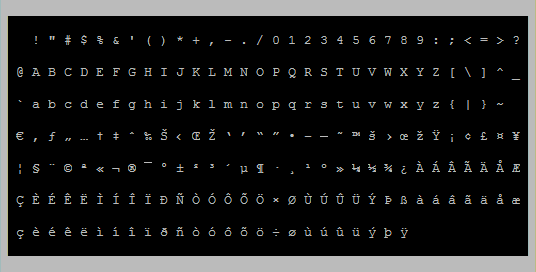 ! " # $ % & ' ( ) * + , - . / 0 1 2 3 4 5 6 7 8 9 : ; < = > ?
@ A B C D E F G H I J K L M N O P Q R S T U V W X Y Z [ \ ] ^ _
` a b c d e f g h i j k l m n o p q r s t u v w x y z { | } ~
€ ‚ ƒ „ … † ‡ ˆ ‰ Š ‹ Œ Ž ‘ ’ “ ” • – — ˜ ™ š › œ ž Ÿ ¡ ¢ £ ¤ ¥
¦ § ¨ © ª « ¬ ® ¯ ° ± ² ³ ´ µ ¶ · ¸ ¹ º » ¼ ½ ¾ ¿ À Á Â Ã Ä Å Æ
Ç È É Ê Ë Ì Í Î Ï Ð Ñ Ò Ó Ô Õ Ö × Ø Ù Ú Û Ü Ý Þ ß à á â ã ä å æ
ç è é ê ë ì í î ï ð ñ ò ó ô õ ö ÷ ø ù ú û ü ý þ ÿ